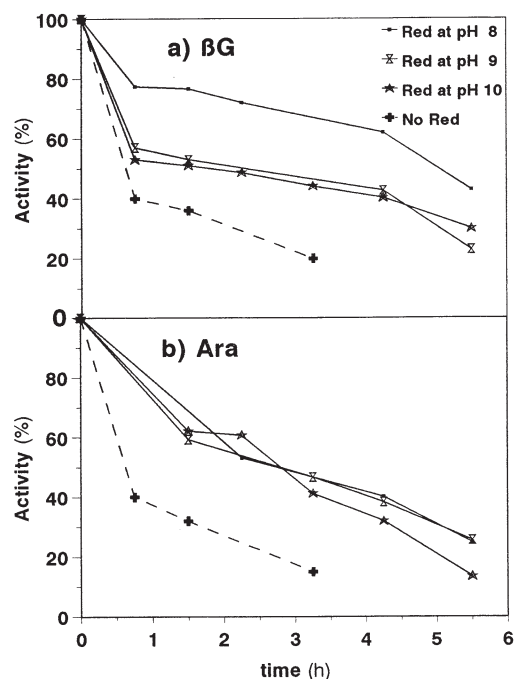 100
80
60
40
20
0
Activity (%)
a) ßG
Red at pH 8
Red at pH 9
Red at pH 10
No Red
80
60
40
20
0
Activity (%)
b) Ara
0 1 2 3 4 5 6
time (h)